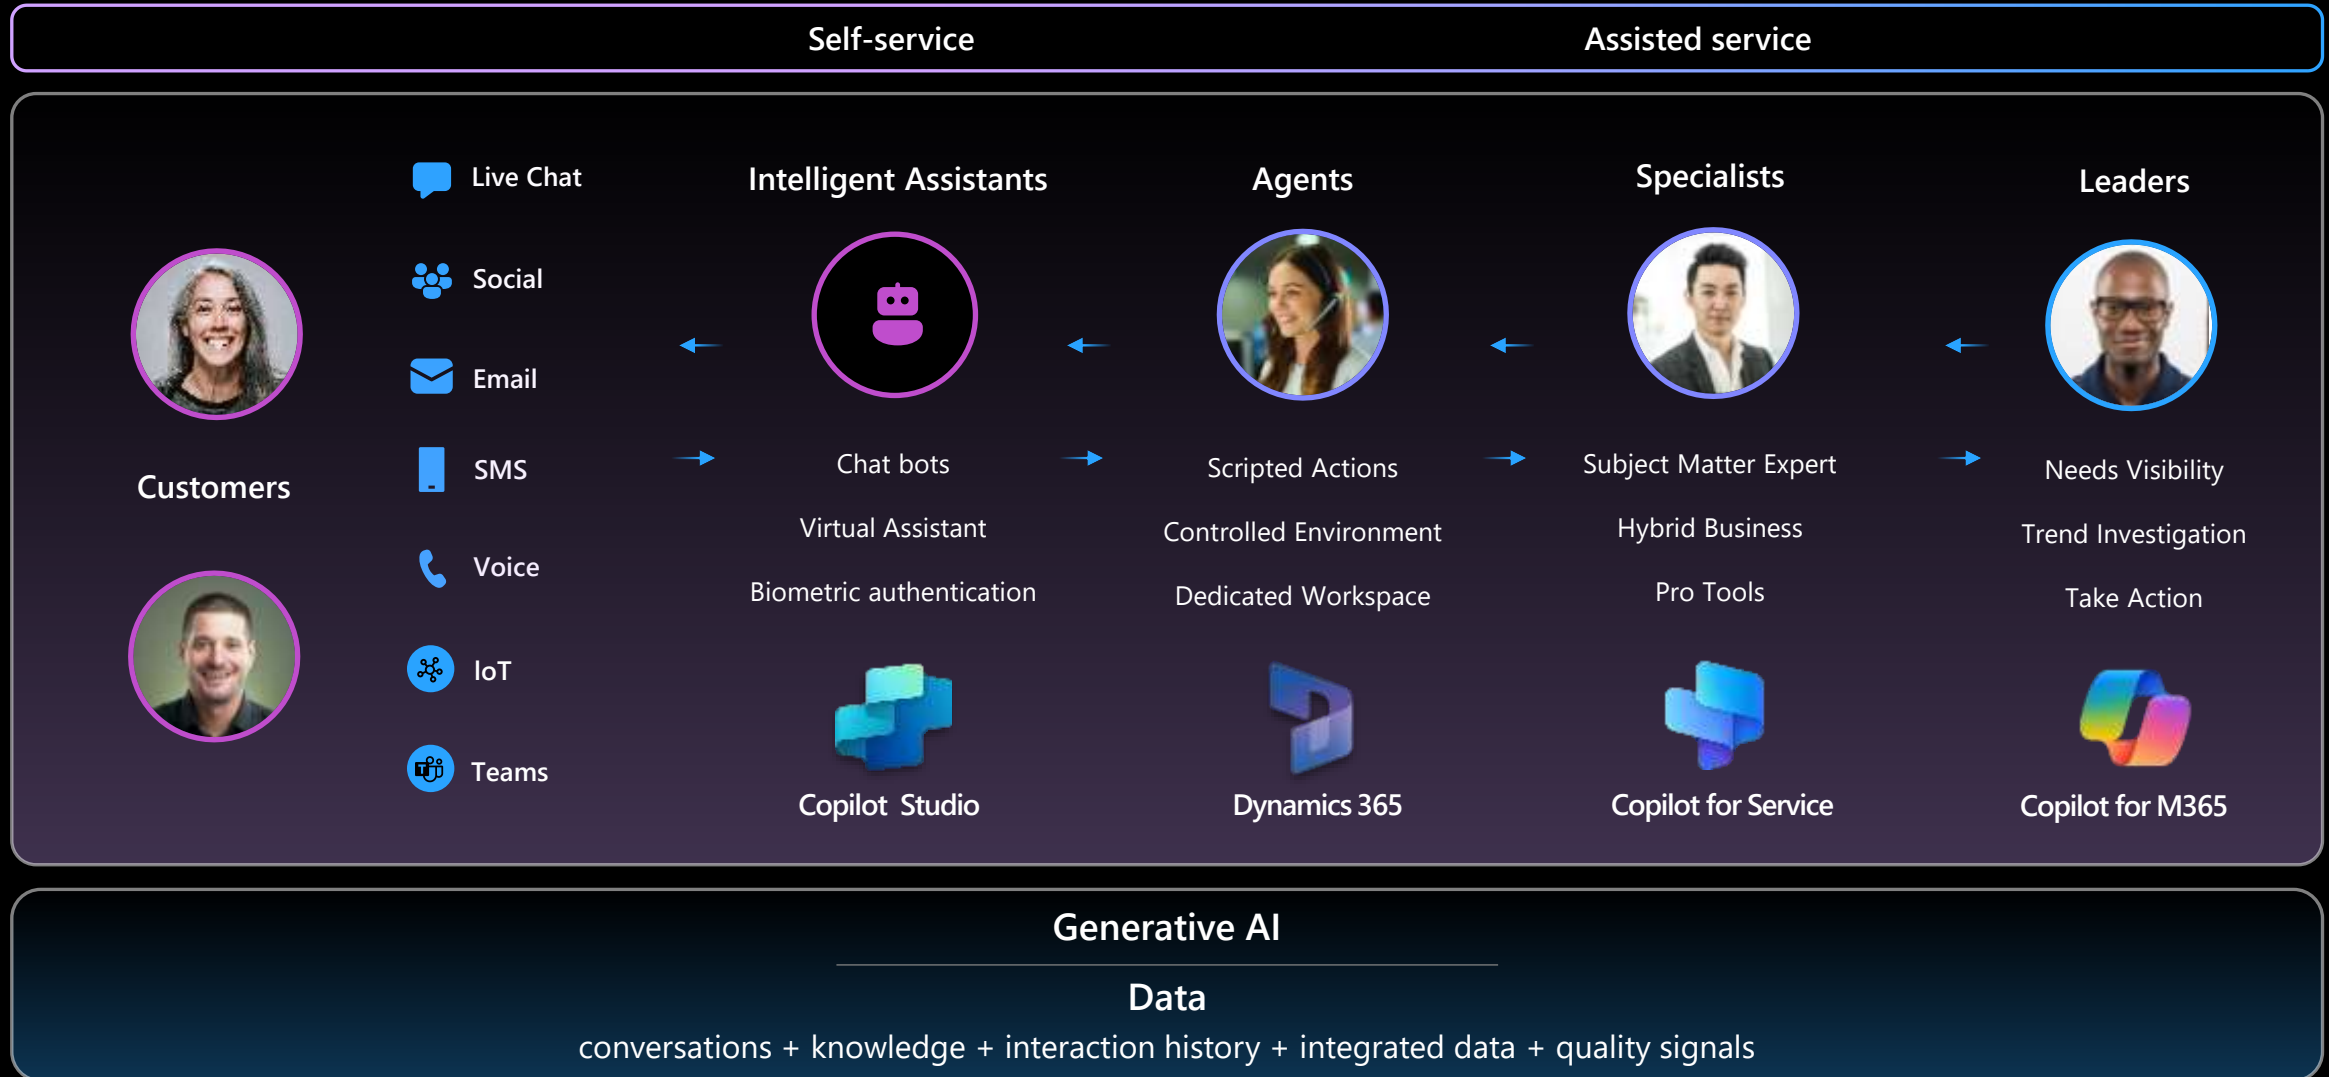 Self-service
Assisted service
Customers
Live Chat
Social
Email
SMS
Voice
IoT
Teams
Intelligent Assistants
Chat bots
Virtual Assistant
Biometric authentication
Copilot Studio
Agents
Scripted Actions
Controlled Environment
Dedicated Workspace
Dynamics 365
Specialists
Subject Matter Expert
Hybrid Business
Pro Tools
Copilot for Service
Leaders
Needs Visibility
Trend Investigation
Take Action
Copilot for M365
Generative AI
Data
conversations + knowledge + interaction history + integrated data + quality signals